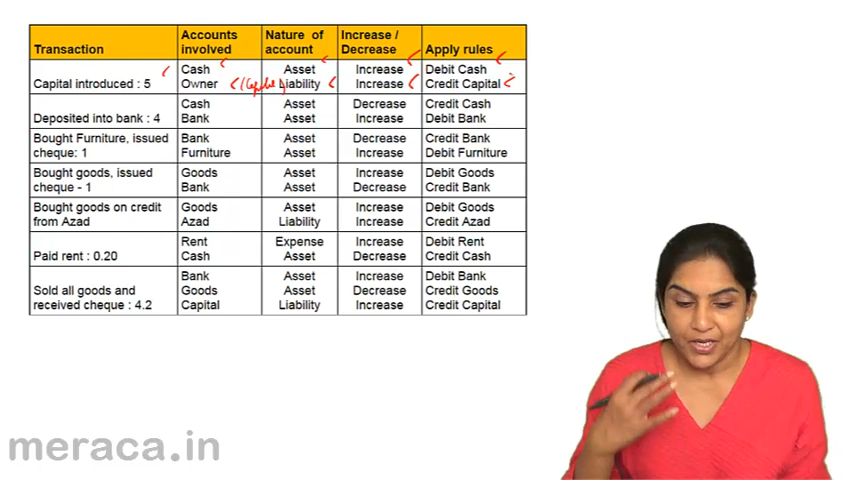 Transaction
Accounts involved
Nature of account
Increase / Decrease
Apply rules
Capital introduced : 5
Cash
Owner
(Capital)
Asset
Liability
Increase
Increase
Debit Cash
Credit Capital
Deposited into bank : 4
Cash
Bank
Asset
Asset
Decrease
Increase
Credit Cash
Debit Bank
Bought Furniture, issued
cheque: 1
Bank
Furniture
Asset
Asset
Decrease
Increase
Credit Bank
Debit Furniture
Bought goods, issued
cheque - 1
Goods
Bank
Asset
Asset
Increase
Decrease
Debit Goods
Credit Bank
Bought goods on credit
from Azad
Goods
Azad
Asset
Liability
Increase
Increase
Debit Goods
Credit Azad
Paid rent : 0.20
Rent
Cash
Expense
Asset
Increase
Decrease
Debit Rent
Credit Cash
Sold all goods and
received cheque : 4.2
Bank
Goods
Capital
Asset
Asset
Liability
Increase
Decrease
Increase
Debit Bank
Credit Goods
Credit Capital
meraca.in